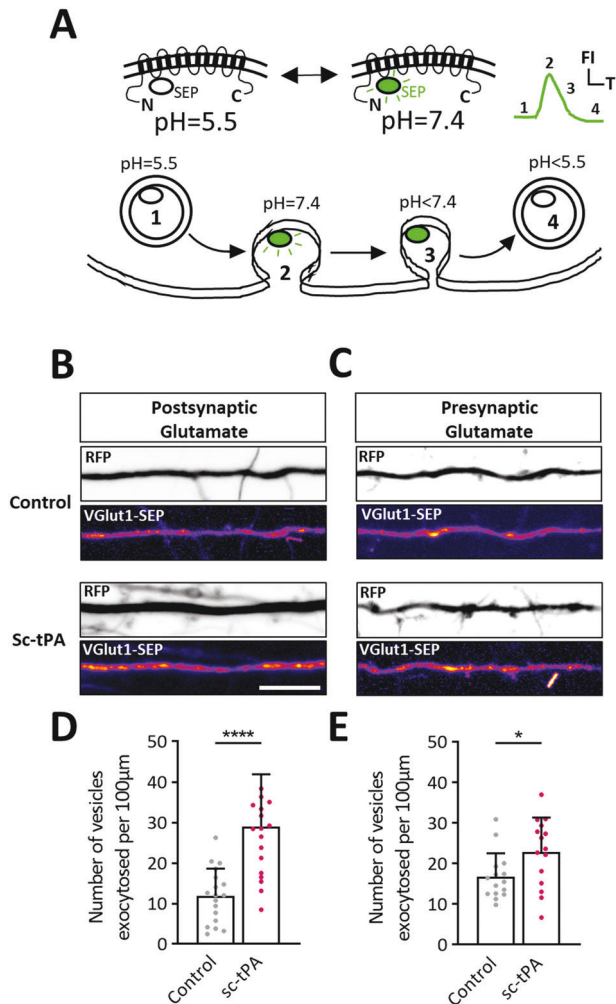 A
SEP
N
C
pH=5.5
SEP
N
C
pH=7.4
FI
T
1
2
3
4
pH=5.5
1
pH=7.4
2
pH<7.4
3
pH<5.5
4
B
Postsynaptic
Glutamate
C
Presynaptic
Glutamate
Control
RFP
VGlut1-SEP
RFP
VGlut1-SEP
Sc-tPA
RFP
VGlut1-SEP
RFP
VGlut1-SEP
D
Number of vesicles
exocytosed per 100µm
50
40
30
20
10
0
****
Control
sc-tPA
E
Number of vesicles
exocytosed per 100µm
50
40
30
20
10
0
*
Control
sc-tPA